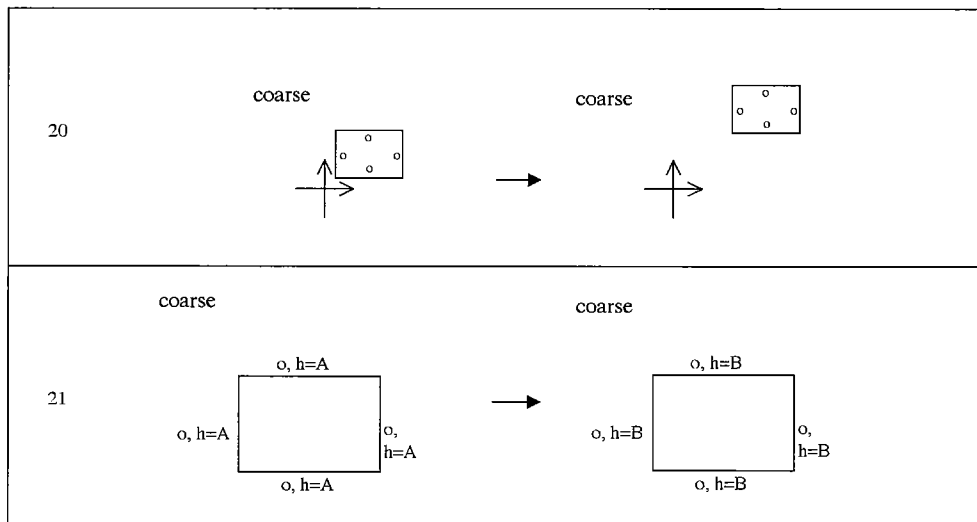 coarse coarse
20
o o
o o o o
o o
coarse coarse
o, h=A o, h=B
21
o, h=A o, h=A o, h=B o, h=B
o, h=A o, h=B